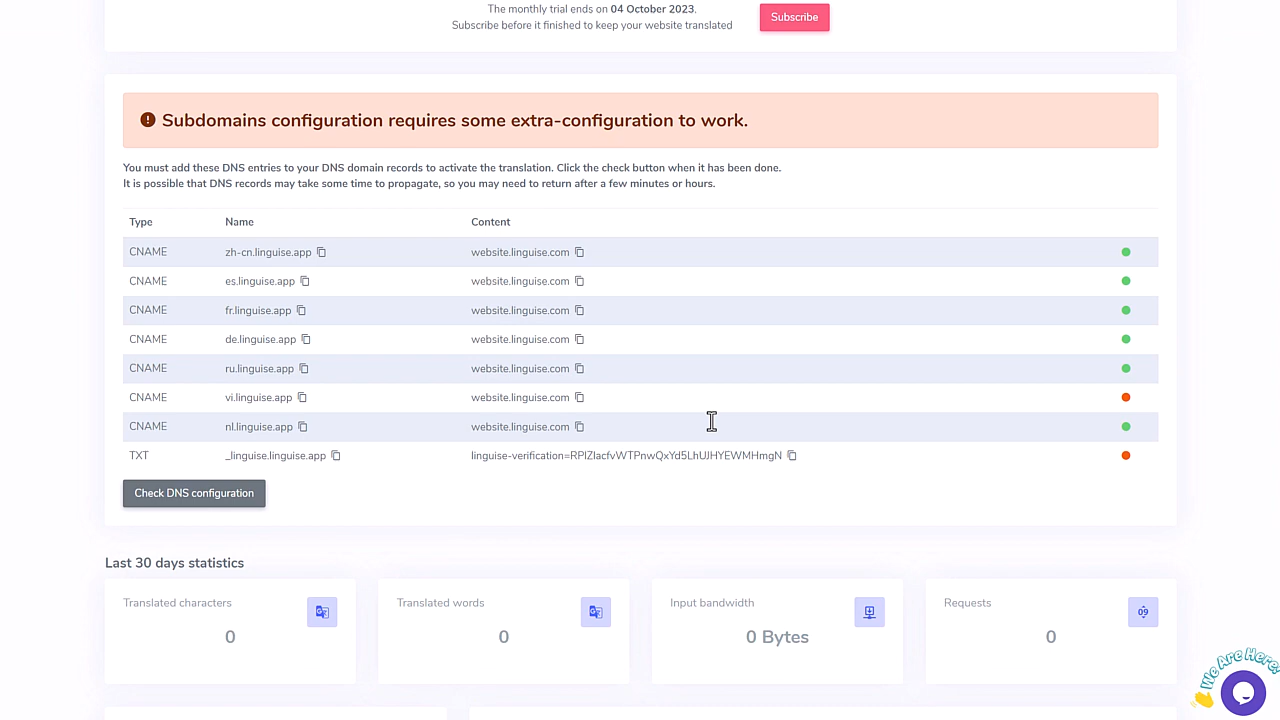 The monthly trial ends on 04 October 2023.
Subscribe before it finished to keep your website translated
Subscribe
Subdomains configuration requires some extra-configuration to work.
You must add these DNS entries to your DNS domain records to activate the translation. Click the check button when it has been done.
It is possible that DNS records may take some time to propagate, so you may need to return after a few minutes or hours.
Type Name Content
CNAME zh-cn.linguise.app website.linguise.com
CNAME es.linguise.app website.linguise.com
CNAME fr.linguise.app website.linguise.com
CNAME de.linguise.app website.linguise.com
CNAME ru.linguise.app website.linguise.com
CNAME vi.linguise.app website.linguise.com
CNAME nl.linguise.app website.linguise.com
TXT _linguise.linguise.app linguise-verification=RPIZIacfvWTPnwQxYd5LhUJHYEWMHmgN
Check DNS configuration
Last 30 days statistics
Translated characters
0
Translated words
0
Input bandwidth
0 Bytes
Requests
09
0
We Are Here!